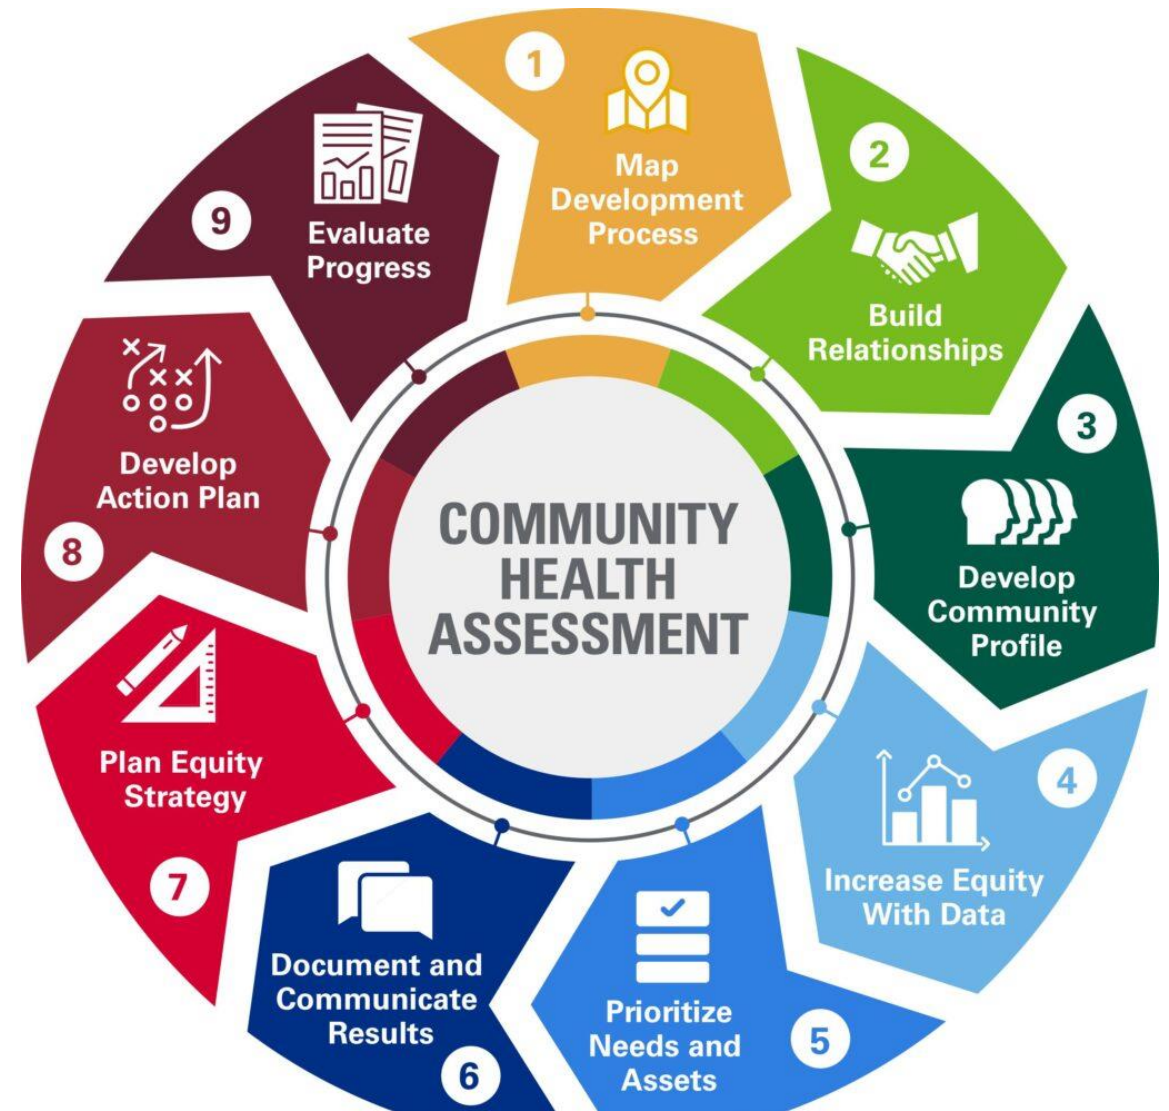 1
Map
Development
Process
2
Build
Relationships
3
Develop
Community
Profile
4
Increase Equity
With Data
5
Prioritize
Needs and
Assets
6
Document and
Communicate
Results
7
Plan Equity
Strategy
8
Develop
Action Plan
9
Evaluate
Progress
COMMUNITY
HEALTH
ASSESSMENT